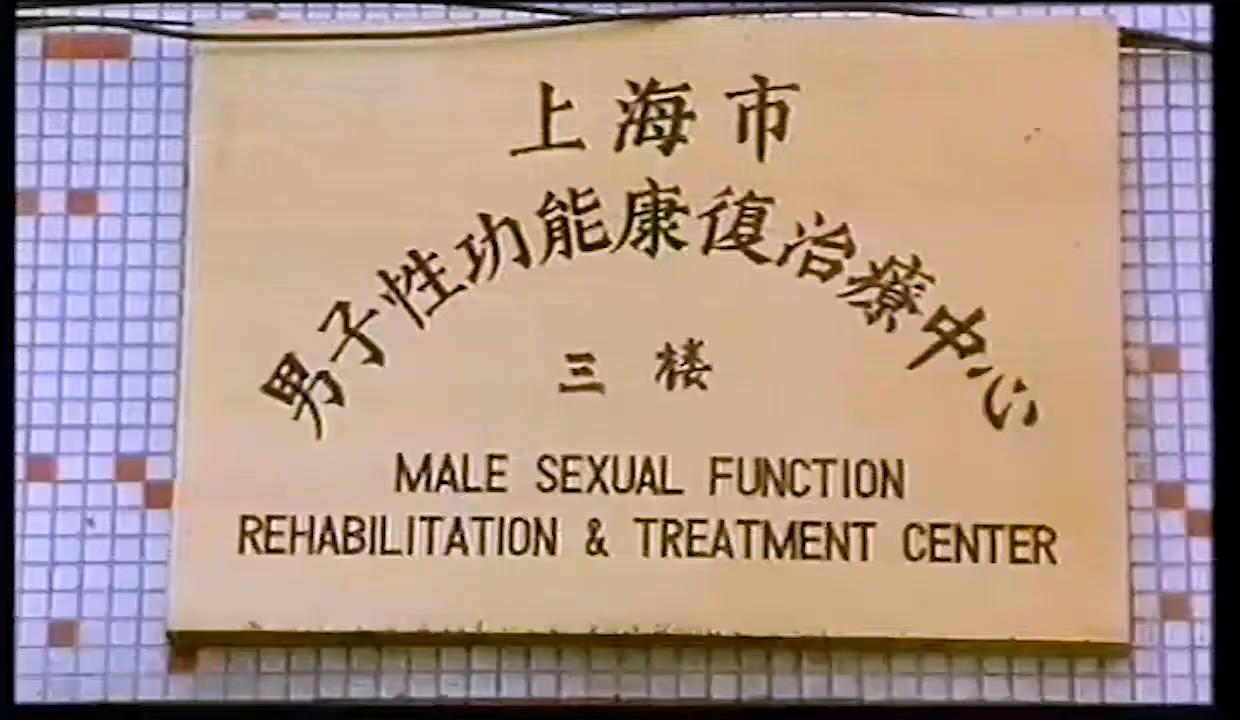 上海市
男子性功能康復治療中心
三楼
MALE SEXUAL FUNCTION
REHABILITATION & TREATMENT CENTER